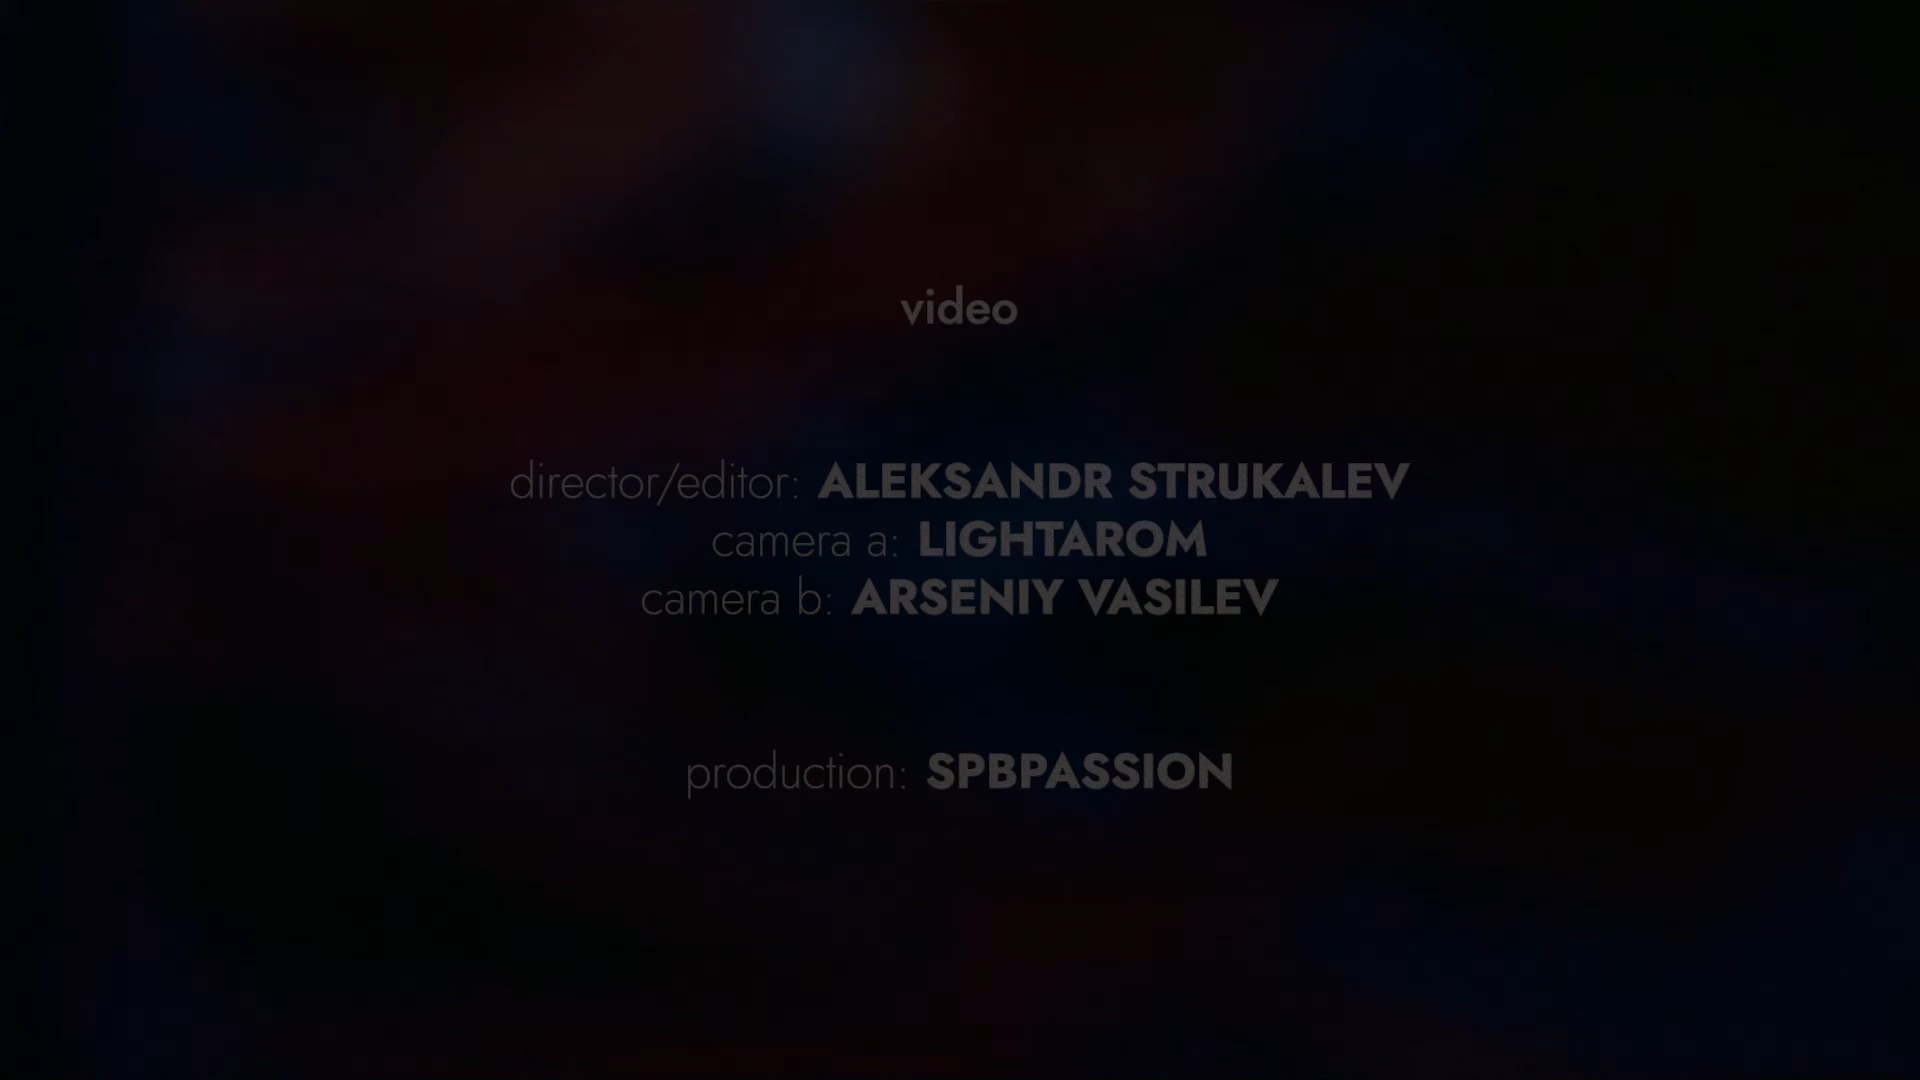 video
director/editor: ALEKSANDR STRUKALEV
camera a: LIGHTAROM
camera b: ARSENIY VASILEV
production: SPBPASSION